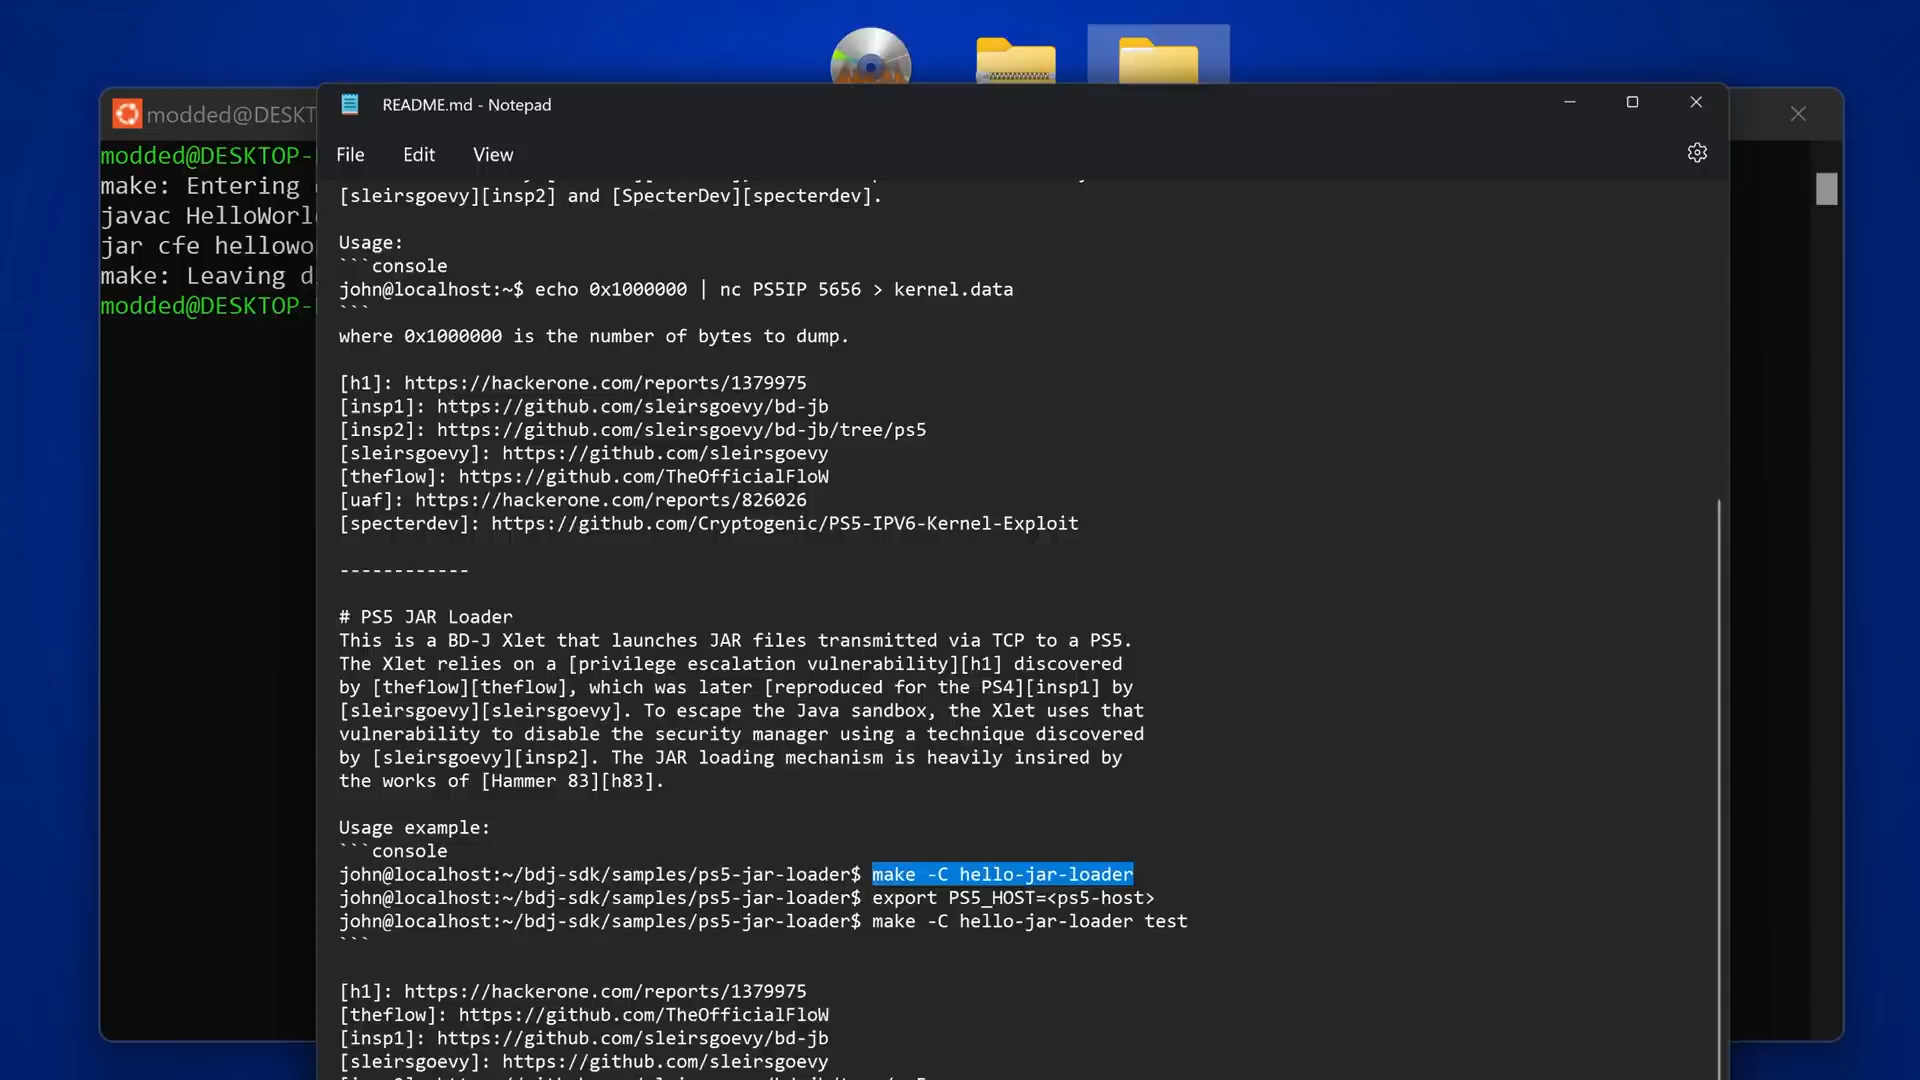 README.md - Notepad
File Edit View
modded@DESKT
modded@DESKTOP-
make: Entering
javac HelloWorl
jar cfe hellowo
make: Leaving d
modded@DESKTOP-
[sleirsgoevy][insp2] and [SpecterDev][specterdev].
Usage:
```console
john@localhost:~$ echo 0x1000000 | nc PS5IP 5656 > kernel.data
```
where 0x1000000 is the number of bytes to dump.
[h1]: https://hackerone.com/reports/1379975
[insp1]: https://github.com/sleirsgoevy/bd-jb
[insp2]: https://github.com/sleirsgoevy/bd-jb/tree/ps5
[sleirsgoevy]: https://github.com/sleirsgoevy
[theflow]: https://github.com/TheOfficialFloW
[uaf]: https://hackerone.com/reports/826026
[specterdev]: https://github.com/Cryptogenic/PS5-IPV6-Kernel-Exploit
------------
# PS5 JAR Loader
This is a BD-J Xlet that launches JAR files transmitted via TCP to a PS5.
The Xlet relies on a [privilege escalation vulnerability][h1] discovered
by [theflow][theflow], which was later [reproduced for the PS4][insp1] by
[sleirsgoevy][sleirsgoevy]. To escape the Java sandbox, the Xlet uses that
vulnerability to disable the security manager using a technique discovered
by [sleirsgoevy][insp2]. The JAR loading mechanism is heavily insired by
the works of [Hammer 83][h83].
Usage example:
```console
john@localhost:~/bdj-sdk/samples/ps5-jar-loader$ make -C hello-jar-loader
john@localhost:~/bdj-sdk/samples/ps5-jar-loader$ export PS5_HOST=<ps5-host>
john@localhost:~/bdj-sdk/samples/ps5-jar-loader$ make -C hello-jar-loader test
```
[h1]: https://hackerone.com/reports/1379975
[theflow]: https://github.com/TheOfficialFloW
[insp1]: https://github.com/sleirsgoevy/bd-jb
[sleirsgoevy]: https://github.com/sleirsgoevy